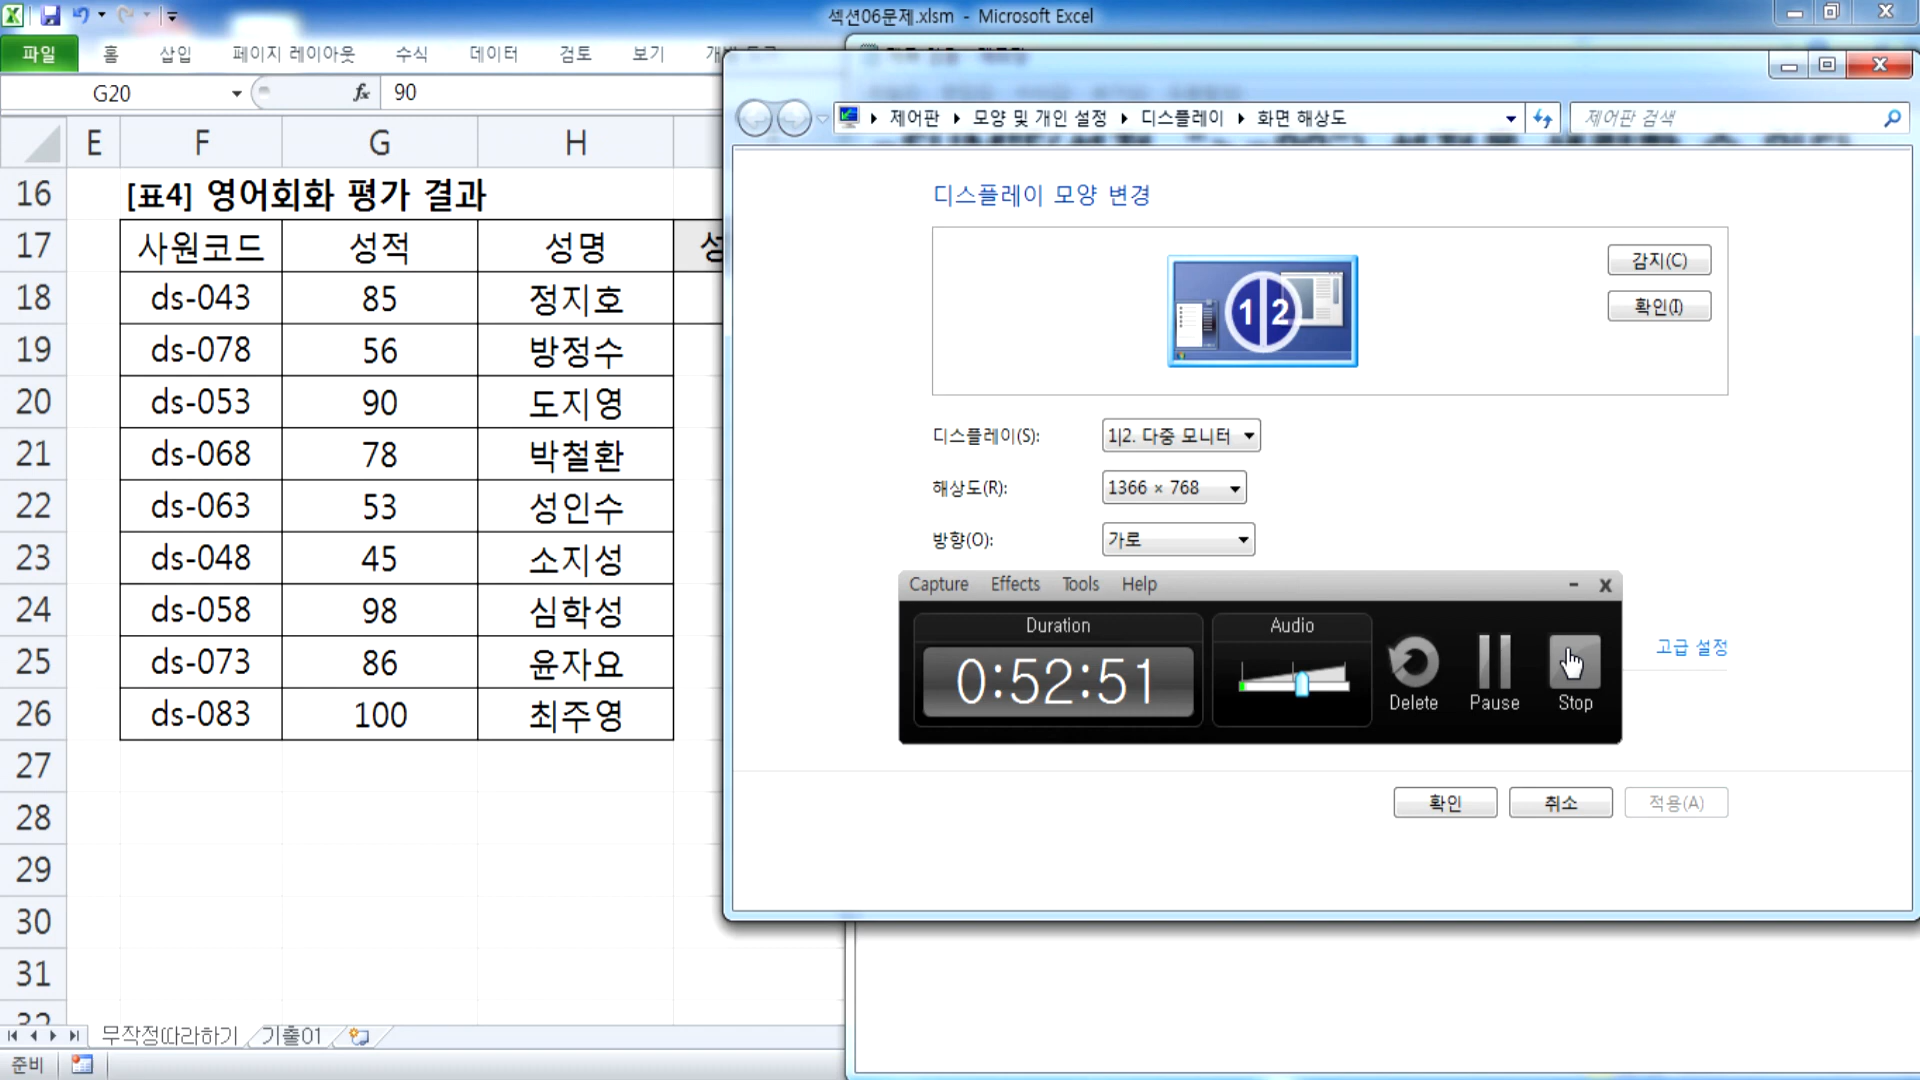 섹션06문제.xlsm - Microsoft Excel
파일 홈 삽입 페이지 레이아웃 수식 데이터 검토 보기
G20 fx 90
E F G H
16 [표4] 영어회화 평가 결과
17 사원코드 성적 성명
18 ds-043 85 정지호
19 ds-078 56 방정수
20 ds-053 90 도지영
21 ds-068 78 박철환
22 ds-063 53 성인수
23 ds-048 45 소지성
24 ds-058 98 심학성
25 ds-073 86 윤자요
26 ds-083 100 최주영
27
28
29
30
31
32
무작정따라하기 기출01
준비
제어판 모양 및 개인 설정 디스플레이 화면 해상도
제어판 검색
디스플레이 모양 변경
1 2
감지(C)
확인(I)
디스플레이(S): 1|2. 다중 모니터
해상도(R): 1366 × 768
방향(O): 가로
Capture Effects Tools Help
Duration
0:52:51
Audio
Delete Pause Stop
고급 설정
확인 취소 적용(A)